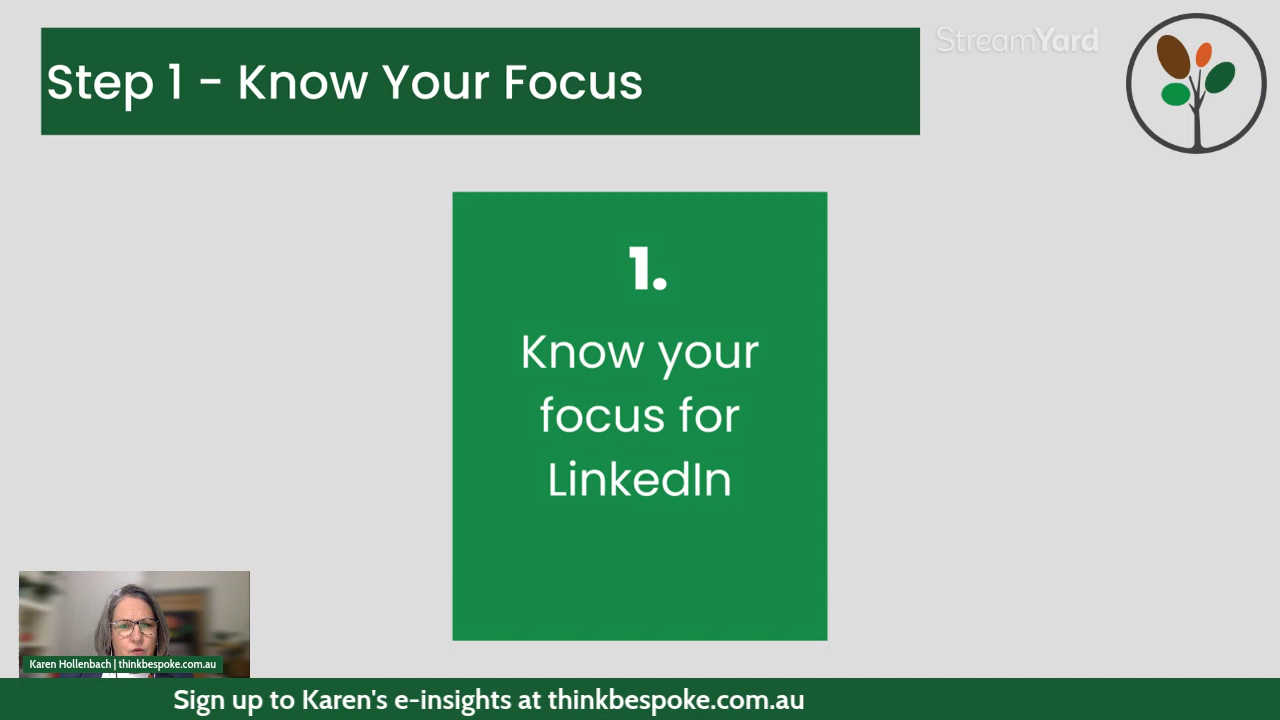 Step 1 - Know Your Focus
StreamYard
1.
Know your
focus for
LinkedIn
Karen Hollenbach | thinkbespoke.com.au
Sign up to Karen's e-insights at thinkbespoke.com.au